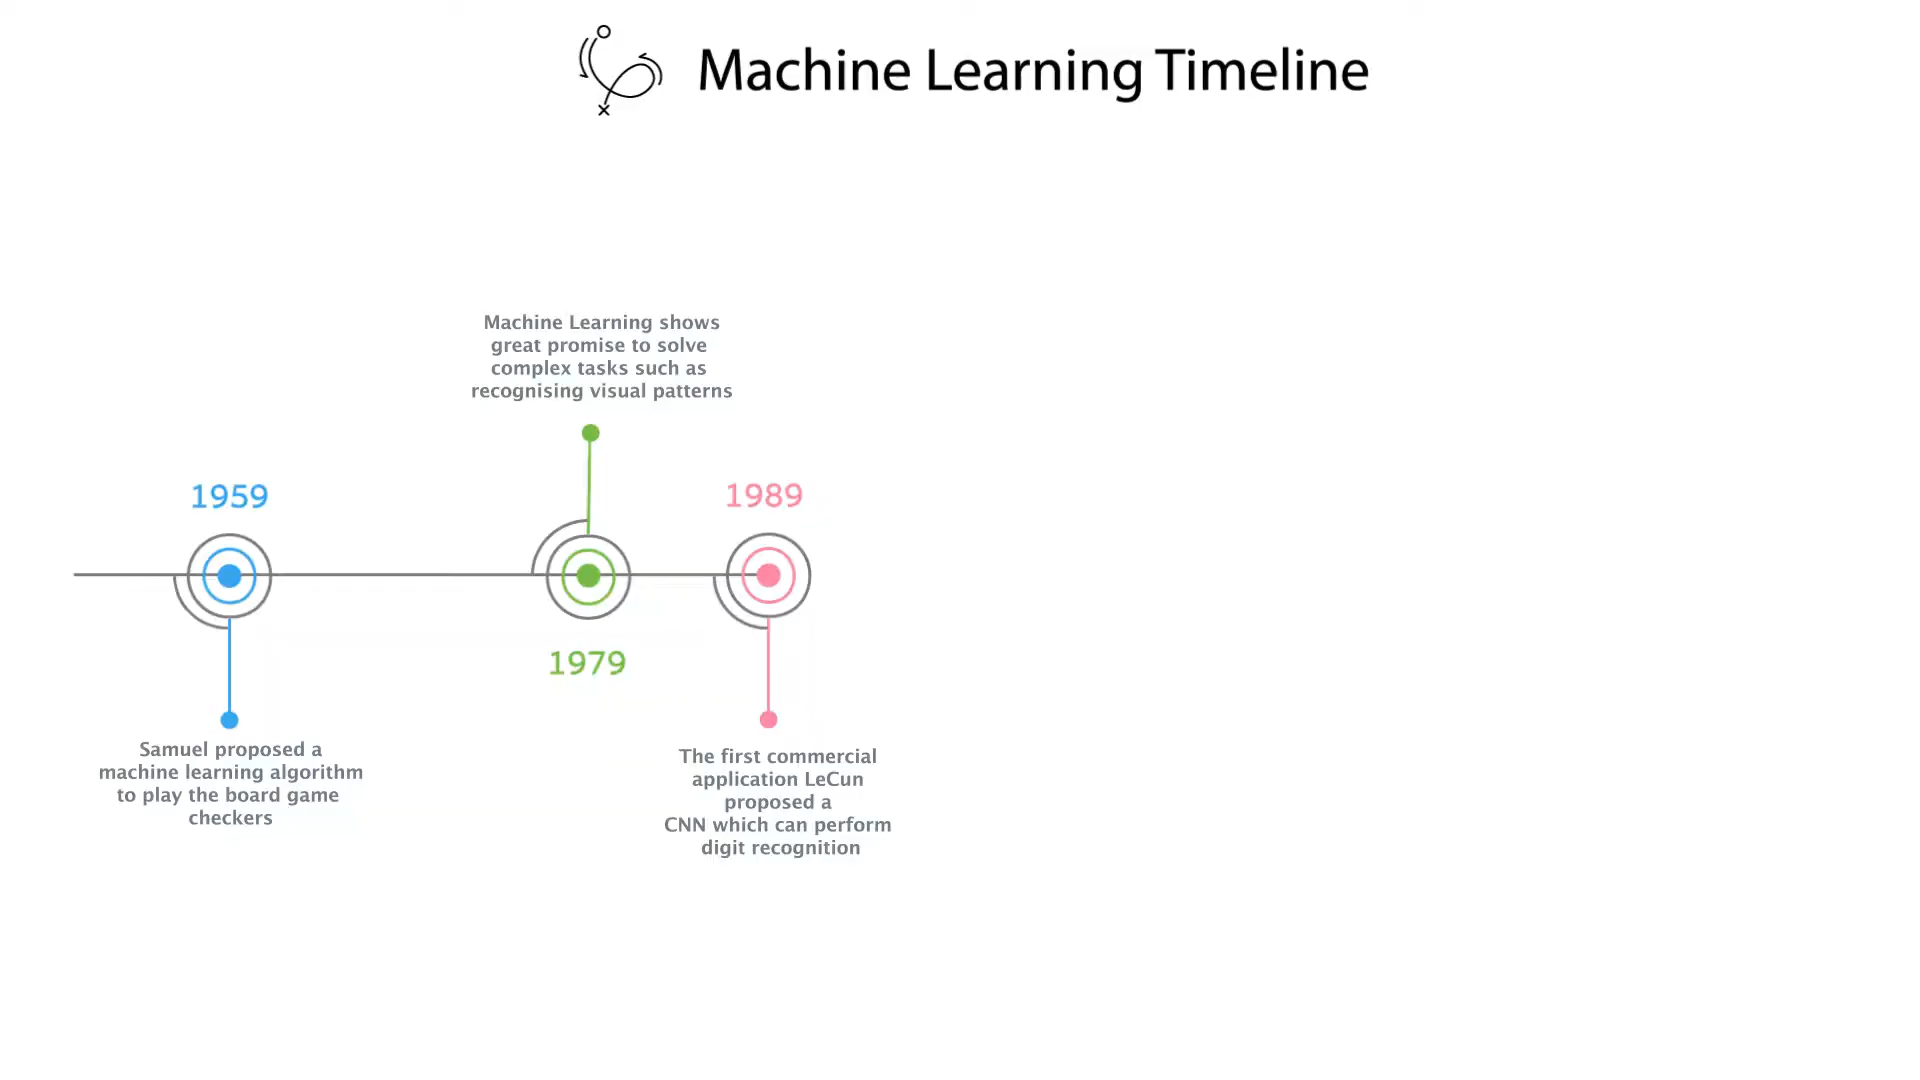 Machine Learning Timeline
Machine Learning shows
great promise to solve
complex tasks such as
recognising visual patterns
1959
1989
1979
Samuel proposed a
machine learning algorithm
to play the board game
checkers
The first commercial
application LeCun
proposed a
CNN which can perform
digit recognition